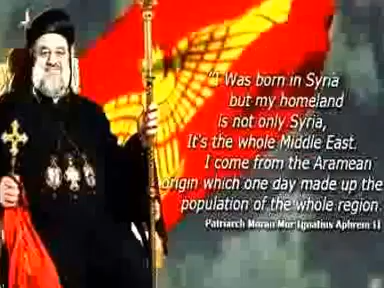 “I Was born in Syria
but my homeland
is not only Syria,
It's the whole Middle East.
I come from the Aramean
origin which one day made up the
population of the whole region.
Patriarch Moran Mor Ignatius Aphrem II